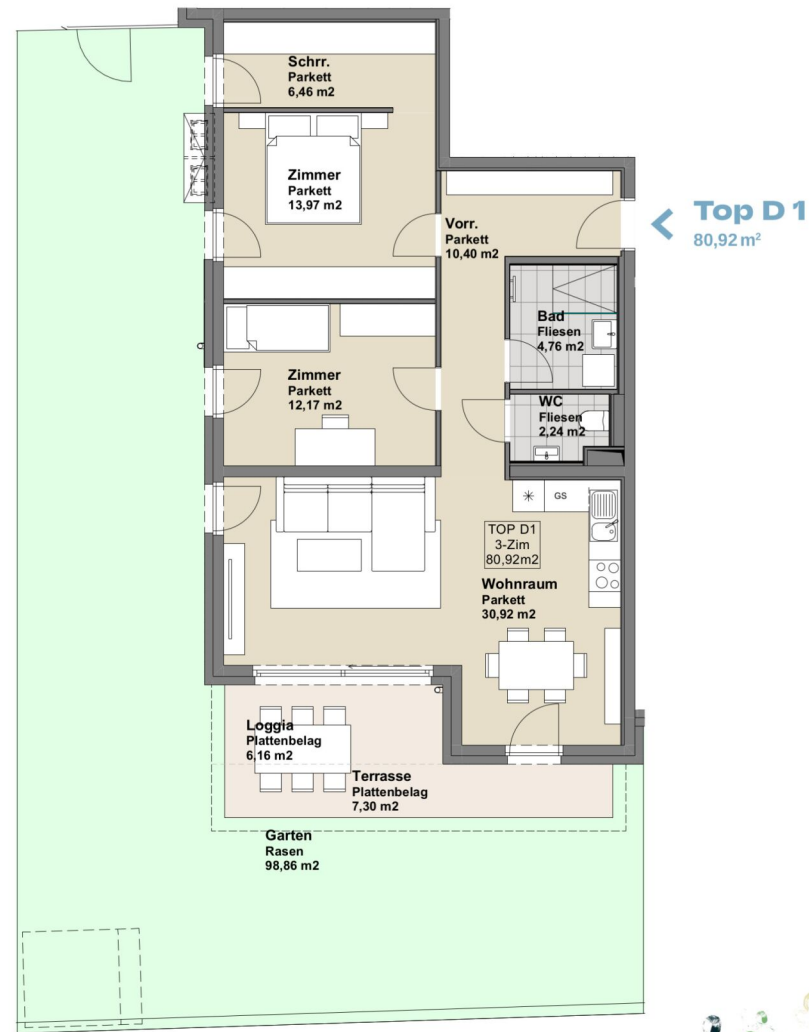 Schrr.
Parkett
6,46 m2
Zimmer
Parkett
13,97 m2
Vorr.
Parkett
10,40 m2
Top D 1
80,92 m²
Bad
Fliesen
4,76 m2
Zimmer
Parkett
12,17 m2
WC
Fliesen
2,24 m2
GS
TOP D1
3-Zim
80,92m2
Wohnraum
Parkett
30,92 m2
Loggia
Plattenbelag
6,16 m2
Terrasse
Plattenbelag
7,30 m2
Garten
Rasen
98,86 m2